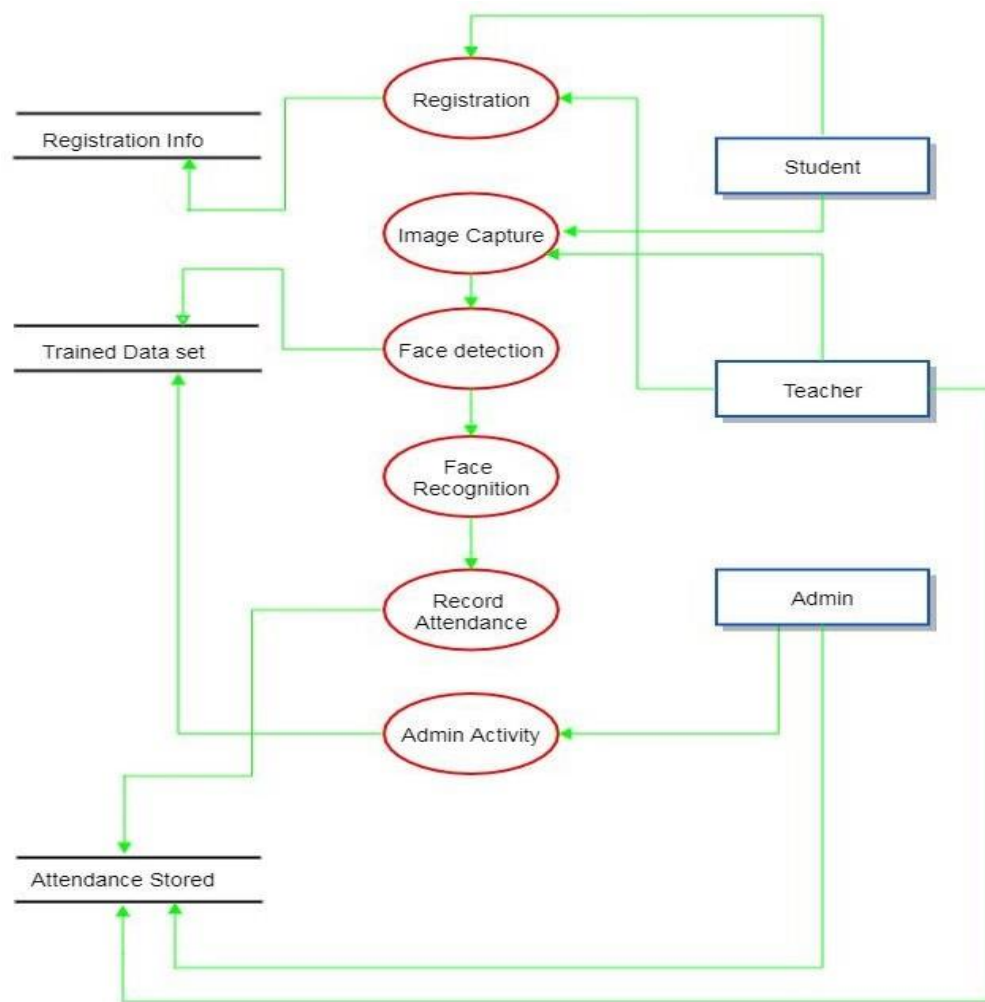 Registration
Registration Info
Student
Image Capture
Trained Data set
Face detection
Teacher
Face
Recognition
Record
Attendance
Admin
Admin Activity
Attendance Stored